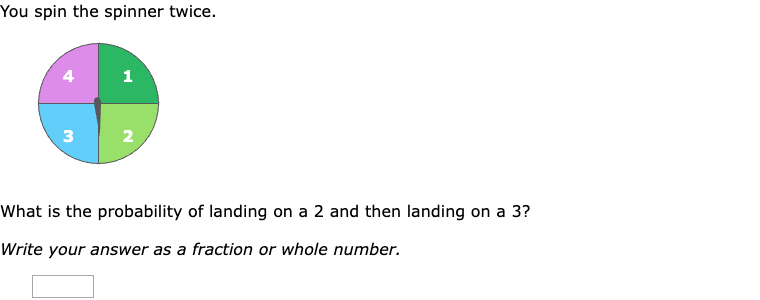 You spin the spinner twice.
4 1
3 2
What is the probability of landing on a 2 and then landing on a 3?
Write your answer as a fraction or whole number.